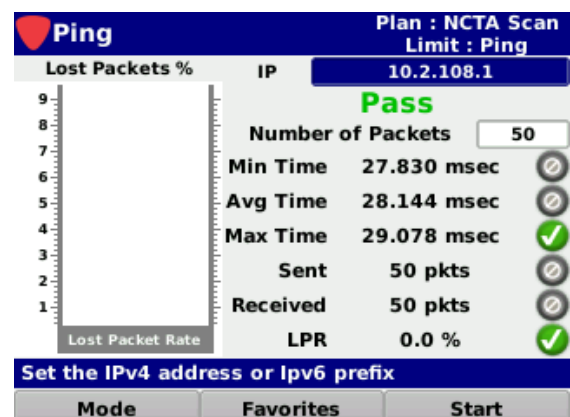 Ping
Plan : NCTA Scan
Limit : Ping
Lost Packets %
IP
10.2.108.1
9
8
7
6
5
4
3
2
1
Lost Packet Rate
Pass
Number of Packets 50
Min Time 27.830 msec
Avg Time 28.144 msec
Max Time 29.078 msec
Sent 50 pkts
Received 50 pkts
LPR 0.0 %
Set the IPv4 address or Ipv6 prefix
Mode
Favorites
Start